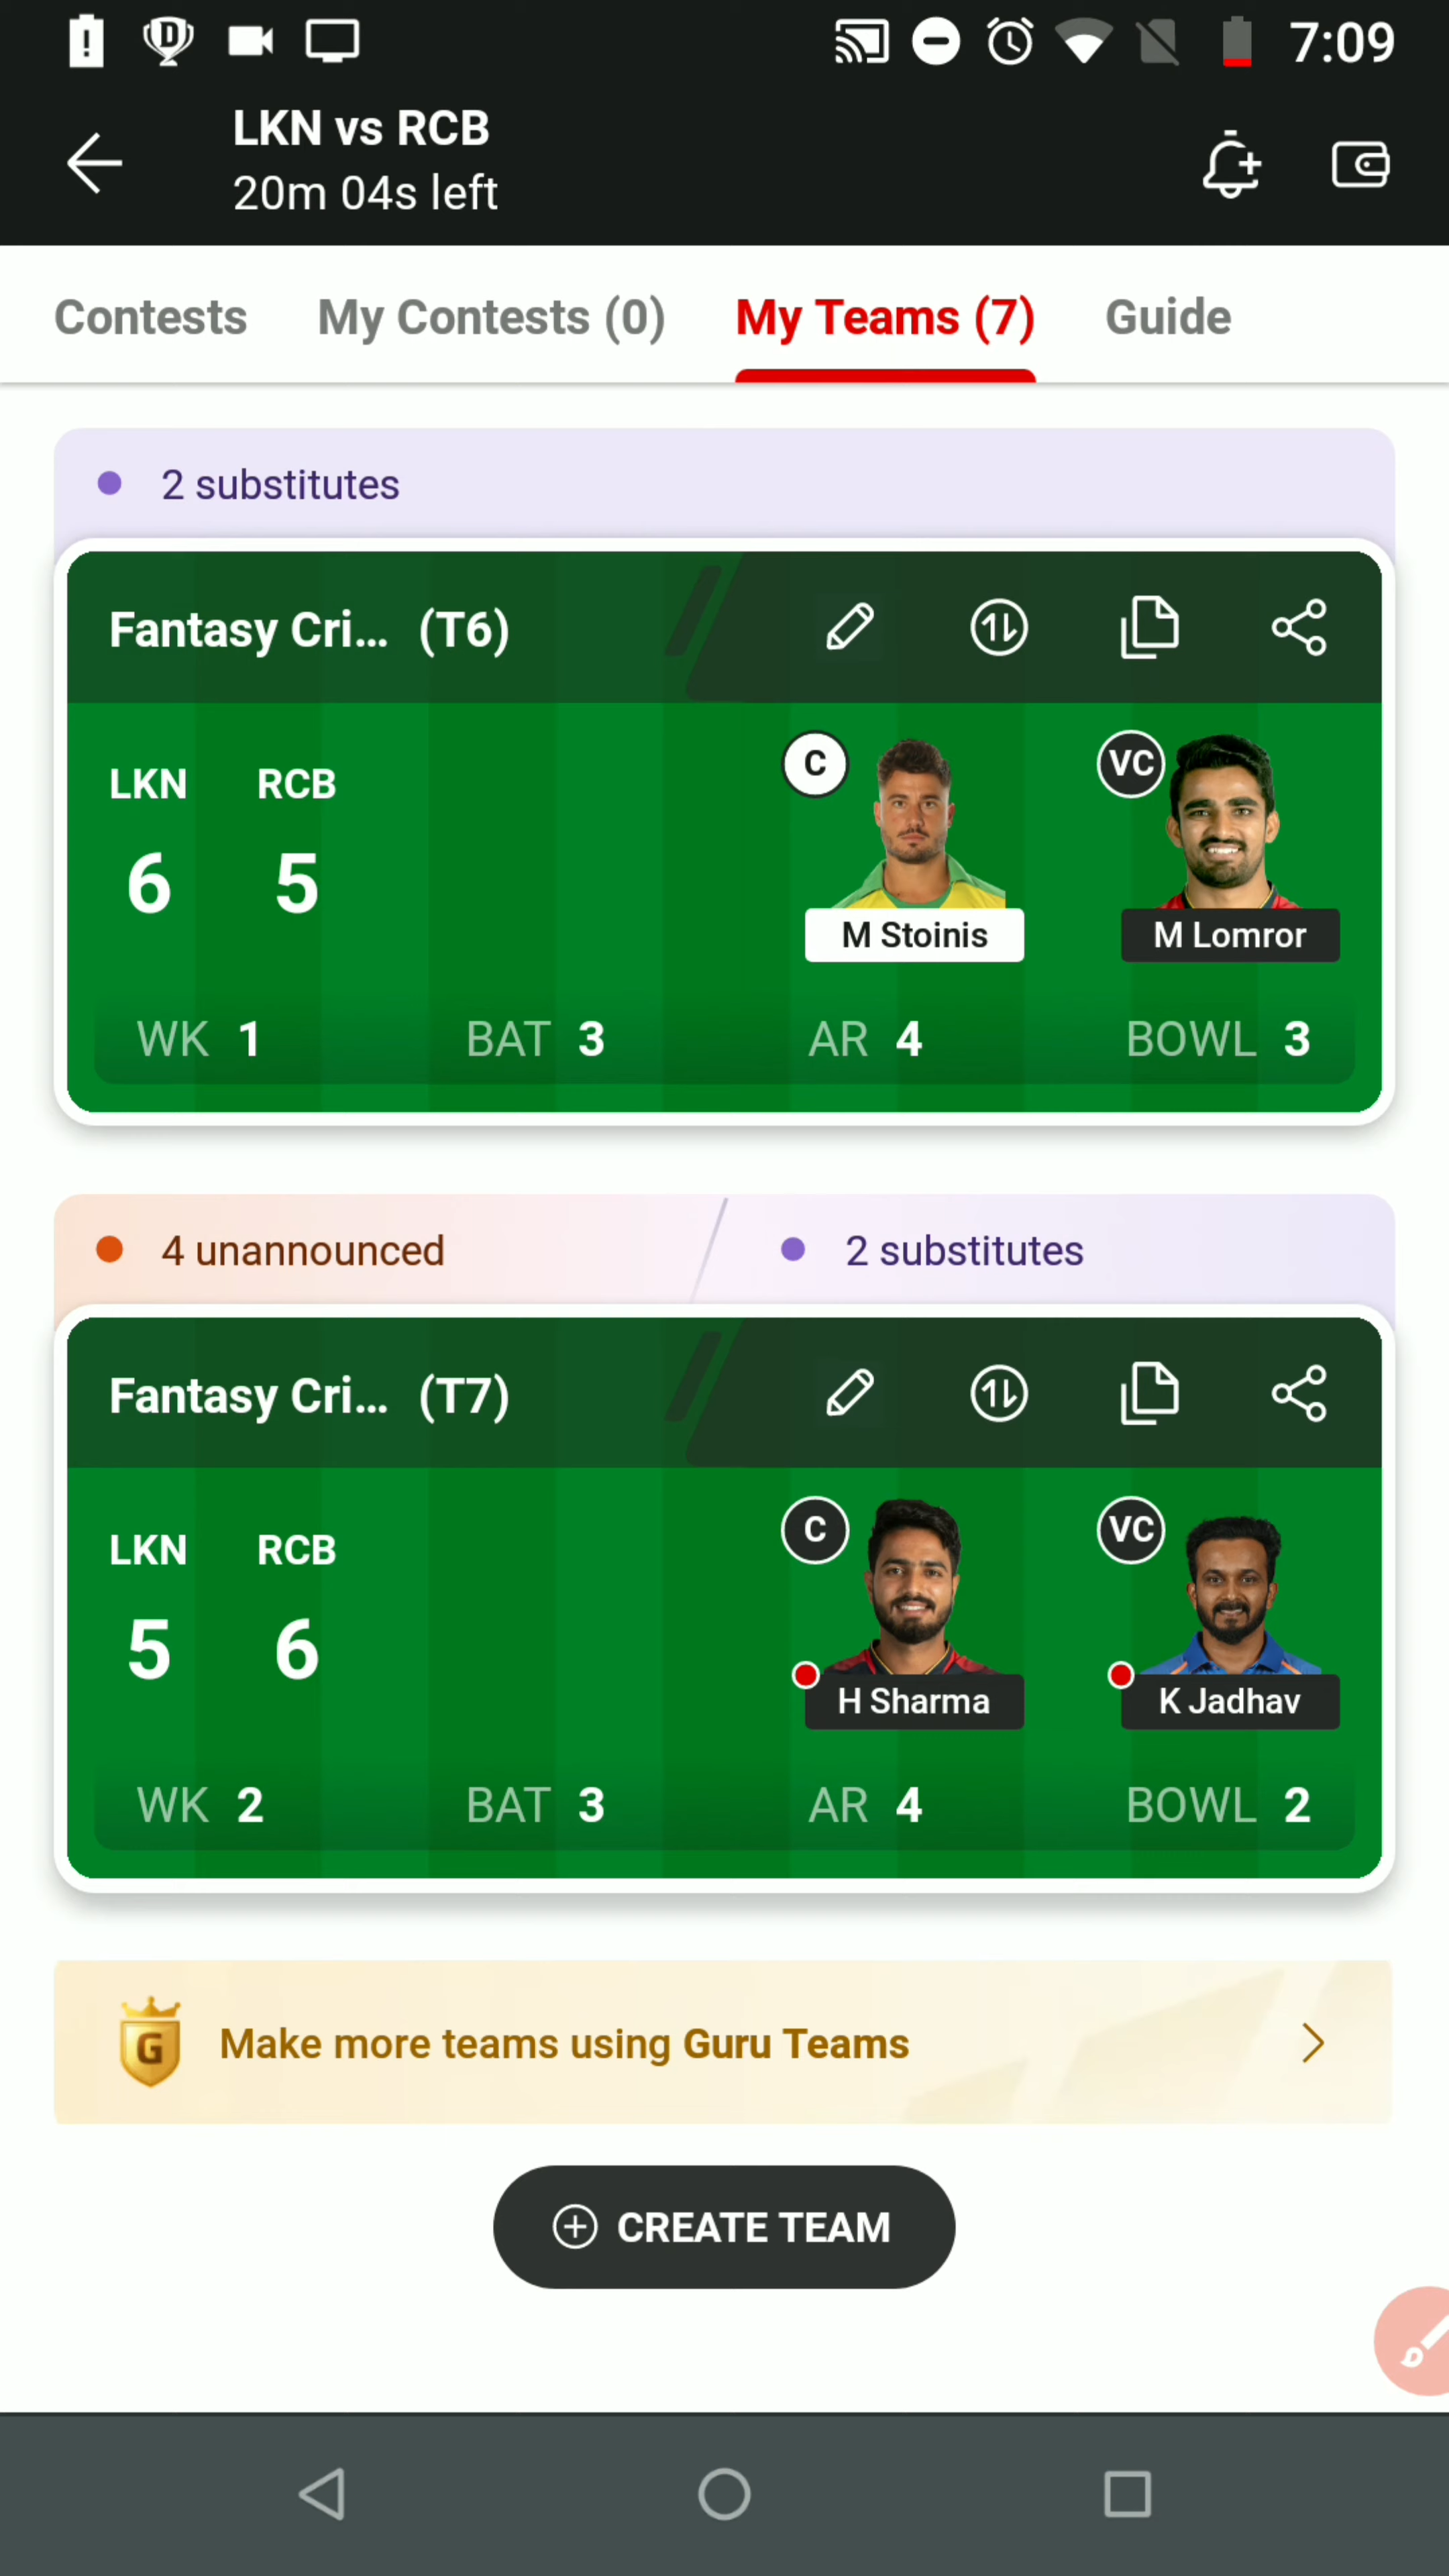 7:09
LKN vs RCB
20m 04s left
Contests My Contests (0) My Teams (7) Guide
2 substitutes
Fantasy Cri... (T6)
LKN RCB
6 5
C VC
M Stoinis M Lomror
WK 1 BAT 3 AR 4 BOWL 3
4 unannounced 2 substitutes
Fantasy Cri... (T7)
LKN RCB
5 6
C VC
H Sharma K Jadhav
WK 2 BAT 3 AR 4 BOWL 2
G Make more teams using Guru Teams
CREATE TEAM